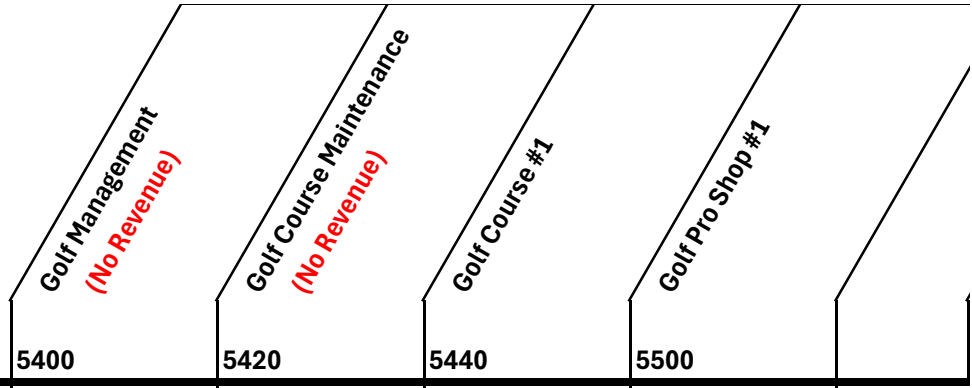 Golf Management
(No Revenue)
Golf Course Maintenance
(No Revenue)
Golf Course #1
Golf Pro Shop #1
5400
5420
5440
5500